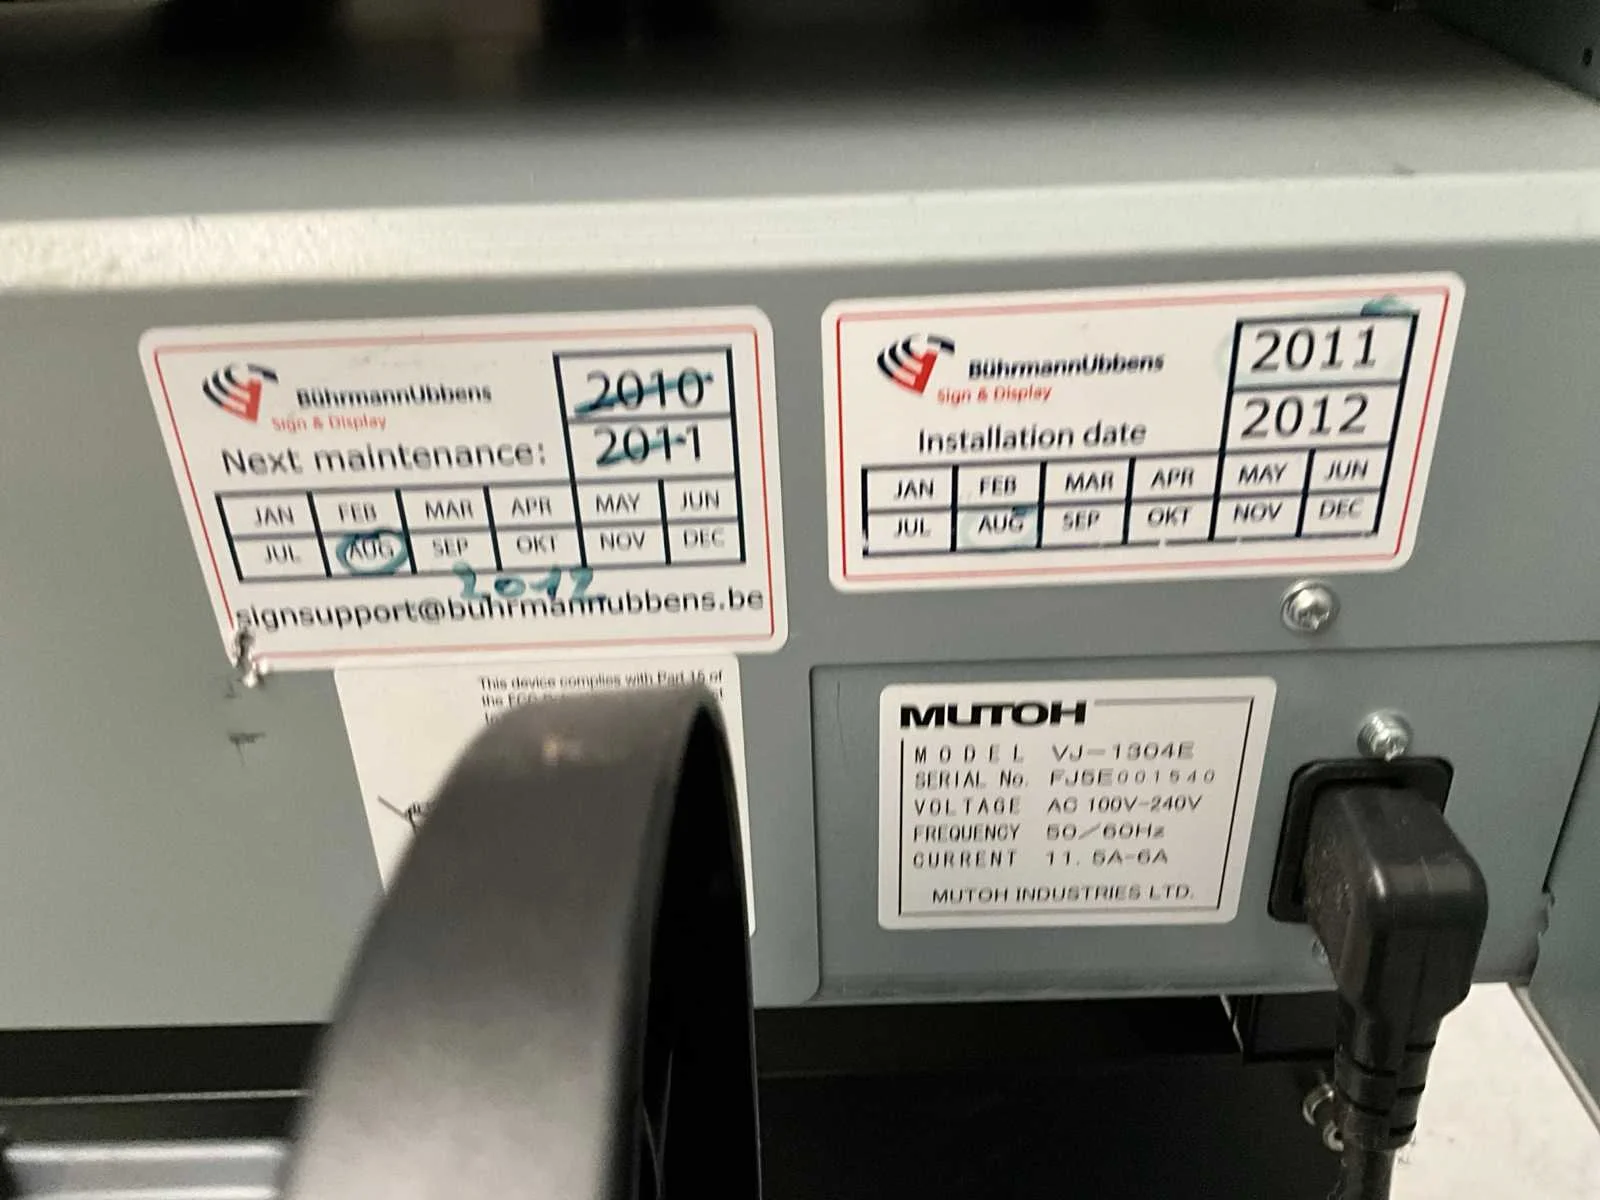 BührmannUbbens
Sign & Display
2010
2011
Next maintenance:
JAN FEB MAR APR MAY JUN
JUL AUG SEP OKT NOV DEC
2012
signsupport@buhrmannubbens.be
BührmannUbbens
Sign & Display
2011
2012
Installation date
JAN FEB MAR APR MAY JUN
JUL AUG SEP OKT NOV DEC
This device complies with Part 15 of
the FCC
MUTOH
MODEL VJ-1304E
SERIAL No. FJ5E001540
VOLTAGE AC 100V-240V
FREQUENCY 50/60Hz
CURRENT 11.5A-6A
MUTOH INDUSTRIES LTD.